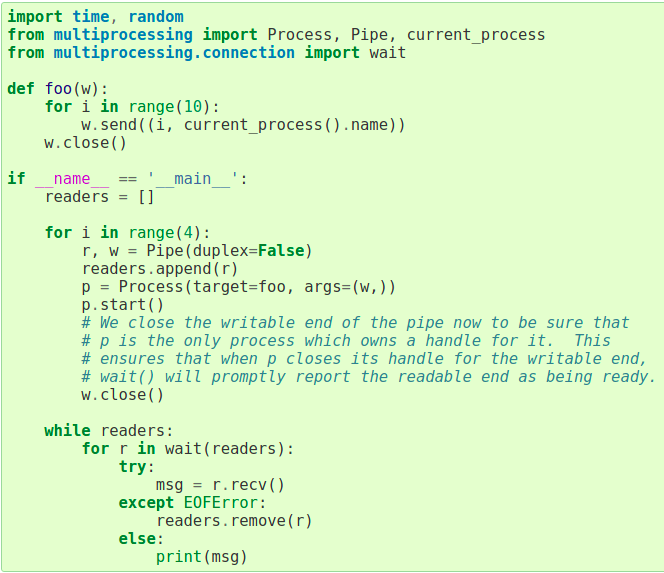 import time, random
from multiprocessing import Process, Pipe, current_process
from multiprocessing.connection import wait

def foo(w):
    for i in range(10):
        w.send((i, current_process().name))
    w.close()

if __name__ == '__main__':
    readers = []

    for i in range(4):
        r, w = Pipe(duplex=False)
        readers.append(r)
        p = Process(target=foo, args=(w,))
        p.start()
        # We close the writable end of the pipe now to be sure that
        # p is the only process which owns a handle for it.  This
        # ensures that when p closes its handle for the writable end,
        # wait() will promptly report the readable end as being ready.
        w.close()

    while readers:
        for r in wait(readers):
            try:
                msg = r.recv()
            except EOFError:
                readers.remove(r)
            else:
                print(msg)